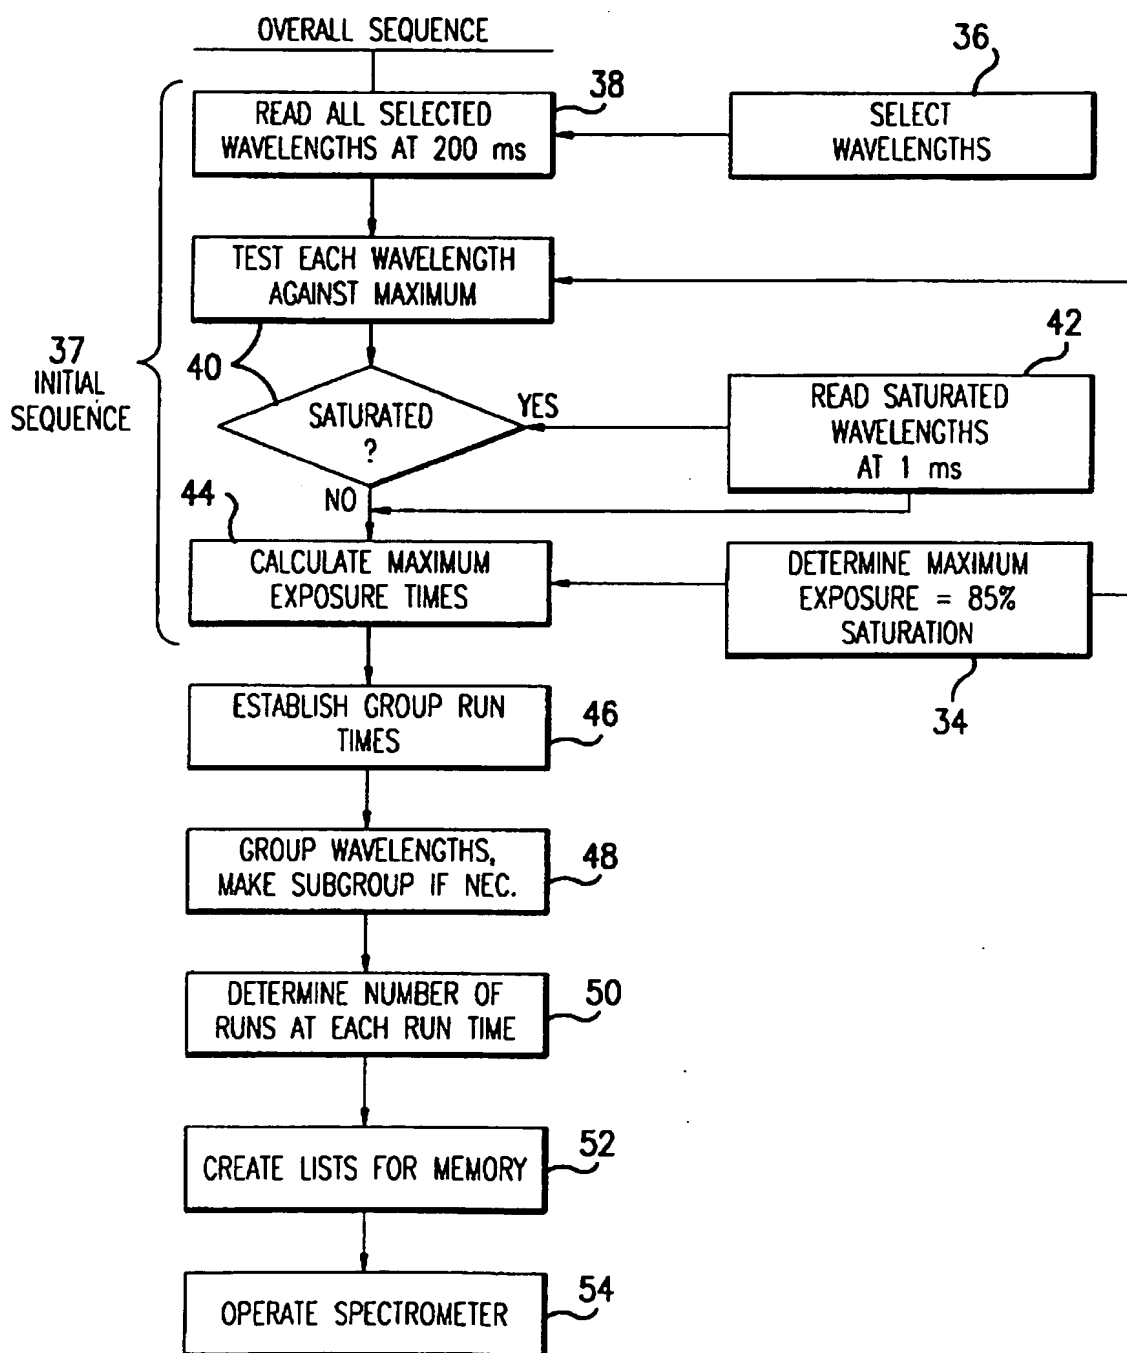 OVERALL SEQUENCE
36
38
READ ALL SELECTED
WAVELENGTHS AT 200 ms
SELECT
WAVELENGTHS
TEST EACH WAVELENGTH
AGAINST MAXIMUM
37
INITIAL
SEQUENCE
40
42
SATURATED
?
YES
READ SATURATED
WAVELENGTHS
AT 1 ms
NO
44
CALCULATE MAXIMUM
EXPOSURE TIMES
DETERMINE MAXIMUM
EXPOSURE = 85%
SATURATION
34
ESTABLISH GROUP RUN
TIMES
46
GROUP WAVELENGTHS,
MAKE SUBGROUP IF NEC.
48
DETERMINE NUMBER OF
RUNS AT EACH RUN TIME
50
CREATE LISTS FOR MEMORY
52
OPERATE SPECTROMETER
54